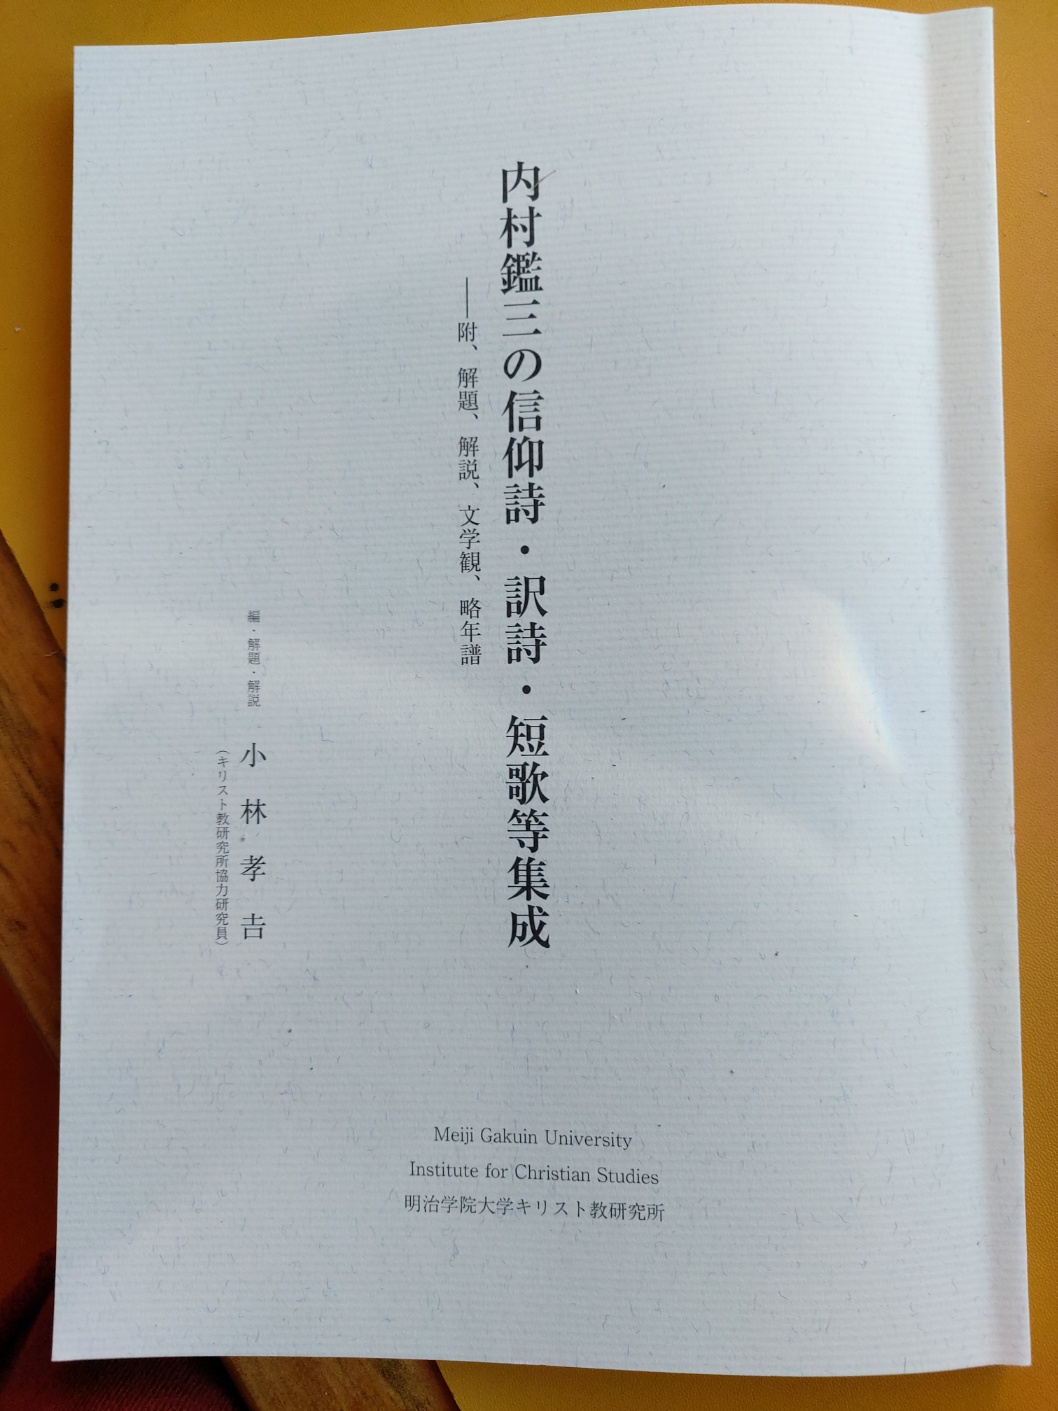 内村鑑三の信仰詩・訳詩・短歌等集成
――附、解題、解説、文学観、略年譜
編・解題・解説 小林孝吉
（キリスト教研究所協力研究員）
Meiji Gakuin University
Institute for Christian Studies
明治学院大学キリスト教研究所